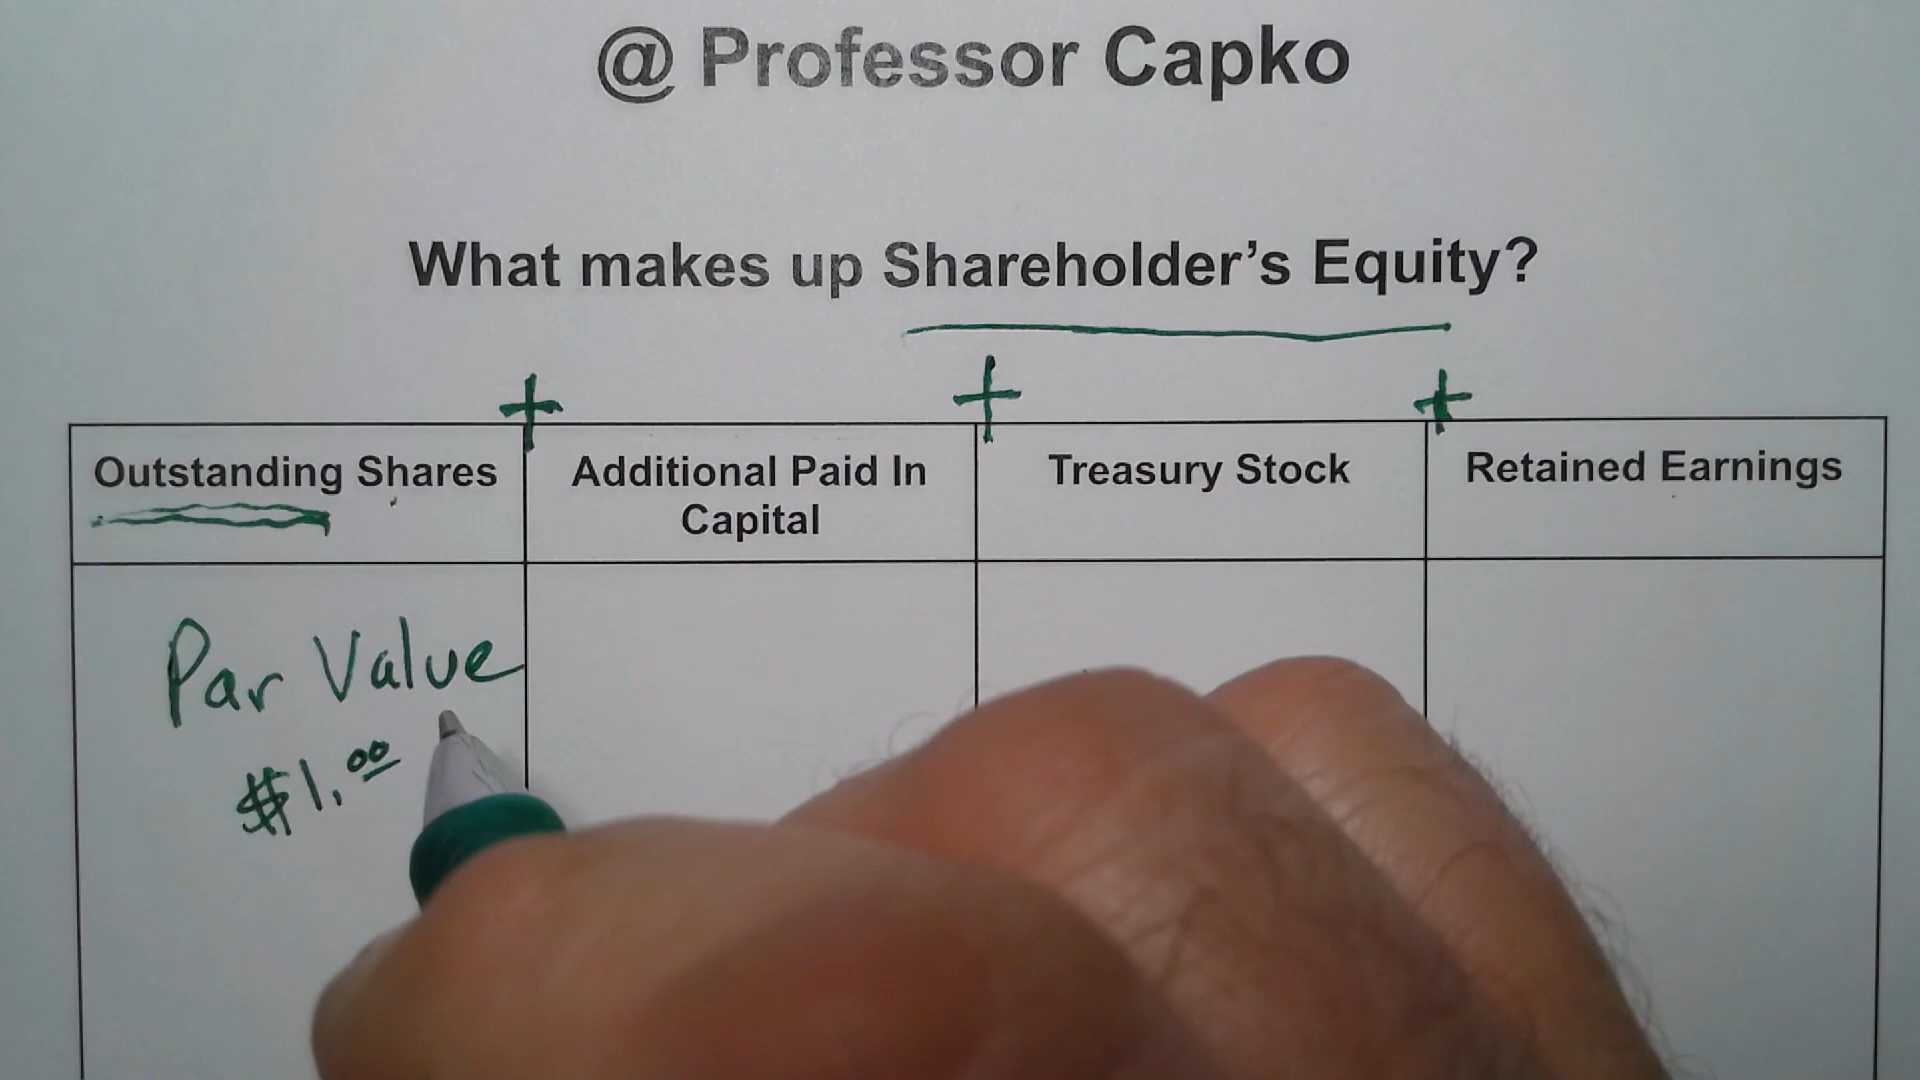 @ Professor Capko
What makes up Shareholder's Equity?
+ + +
Outstanding Shares
Additional Paid In
Capital
Treasury Stock
Retained Earnings
Par Value
$1.00